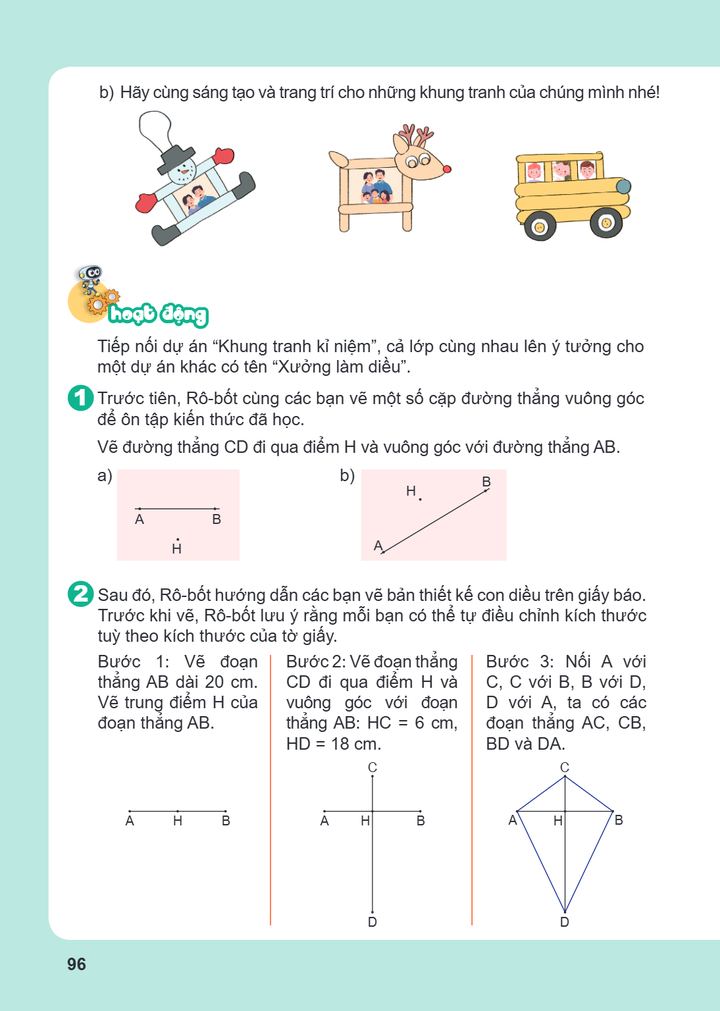 b) Hãy cùng sáng tạo và trang trí cho những khung tranh của chúng mình nhé!
hoạt động
Tiếp nối dự án “Khung tranh kỉ niệm”, cả lớp cùng nhau lên ý tưởng cho
một dự án khác có tên “Xưởng làm diều”.
1 Trước tiên, Rô-bốt cùng các bạn vẽ một số cặp đường thẳng vuông góc
để ôn tập kiến thức đã học.
Vẽ đường thẳng CD đi qua điểm H và vuông góc với đường thẳng AB.
a)
A B
H
b)
H B
A
2 Sau đó, Rô-bốt hướng dẫn các bạn vẽ bản thiết kế con diều trên giấy báo.
Trước khi vẽ, Rô-bốt lưu ý rằng mỗi bạn có thể tự điều chỉnh kích thước
tuỳ theo kích thước của tờ giấy.
Bước 1: Vẽ đoạn
thẳng AB dài 20 cm.
Vẽ trung điểm H của
đoạn thẳng AB.
A H B
Bước 2: Vẽ đoạn thẳng
CD đi qua điểm H và
vuông góc với đoạn
thẳng AB: HC = 6 cm,
HD = 18 cm.
C
A H B
D
Bước 3: Nối A với
C, C với B, B với D,
D với A, ta có các
đoạn thẳng AC, CB,
BD và DA.
C
A H B
D
96